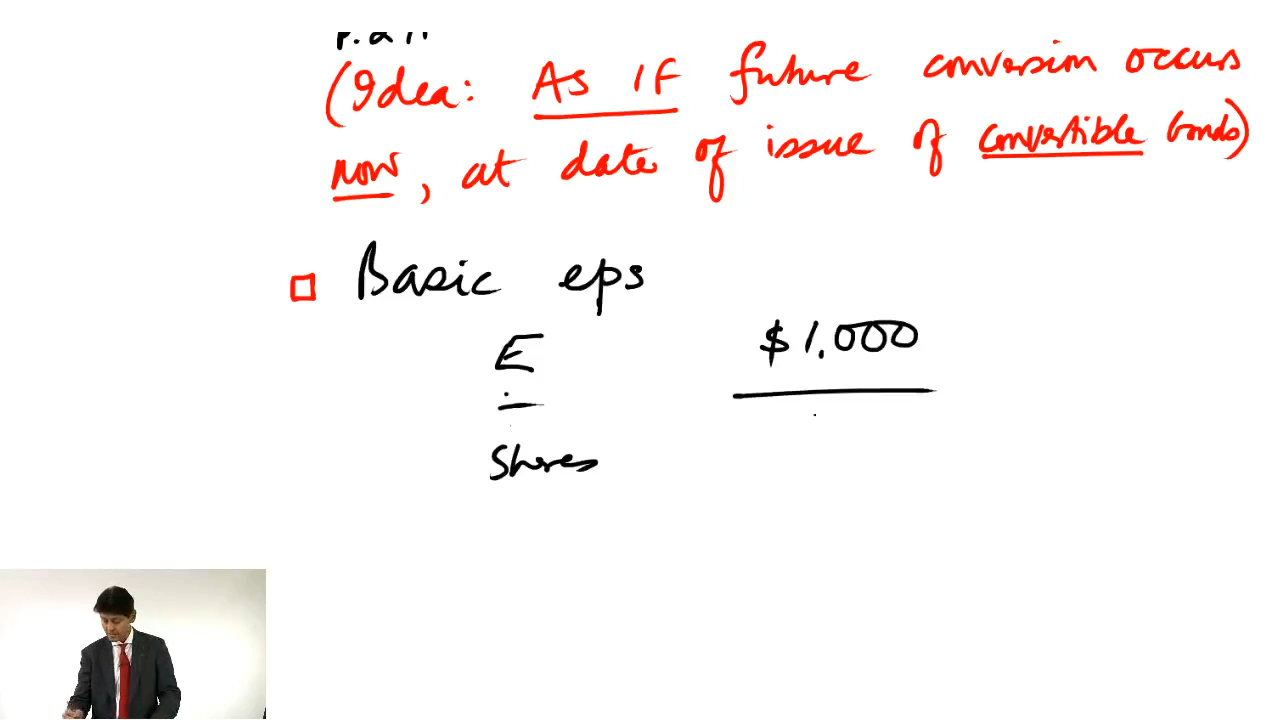 (Idea: As IF future conversion occurs
now, at date of issue of convertible bonds)
Basic eps
E $1,000
Shares